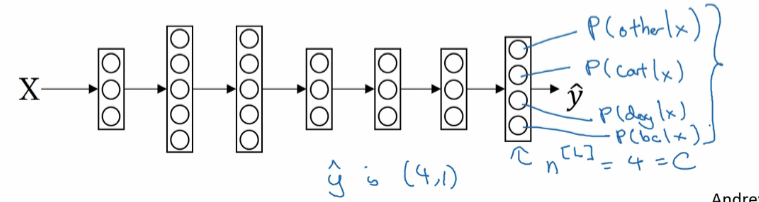 P(other|x)
P(cat|x)
X
ŷ
P(dog|x)
P(bc|x)
ŷ is (4,1)
n^[L] = 4 = C
Andre